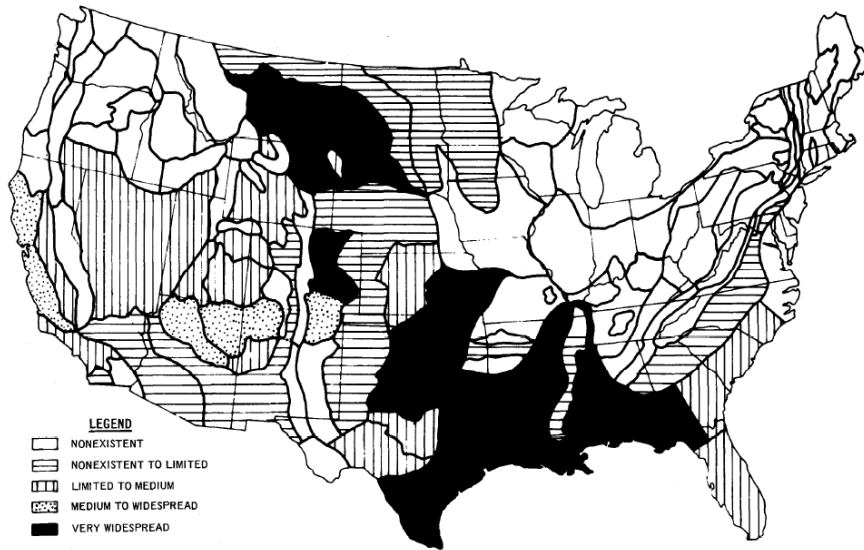 LEGEND
NONEXISTENT
NONEXISTENT TO LIMITED
LIMITED TO MEDIUM
MEDIUM TO WIDESPREAD
VERY WIDESPREAD